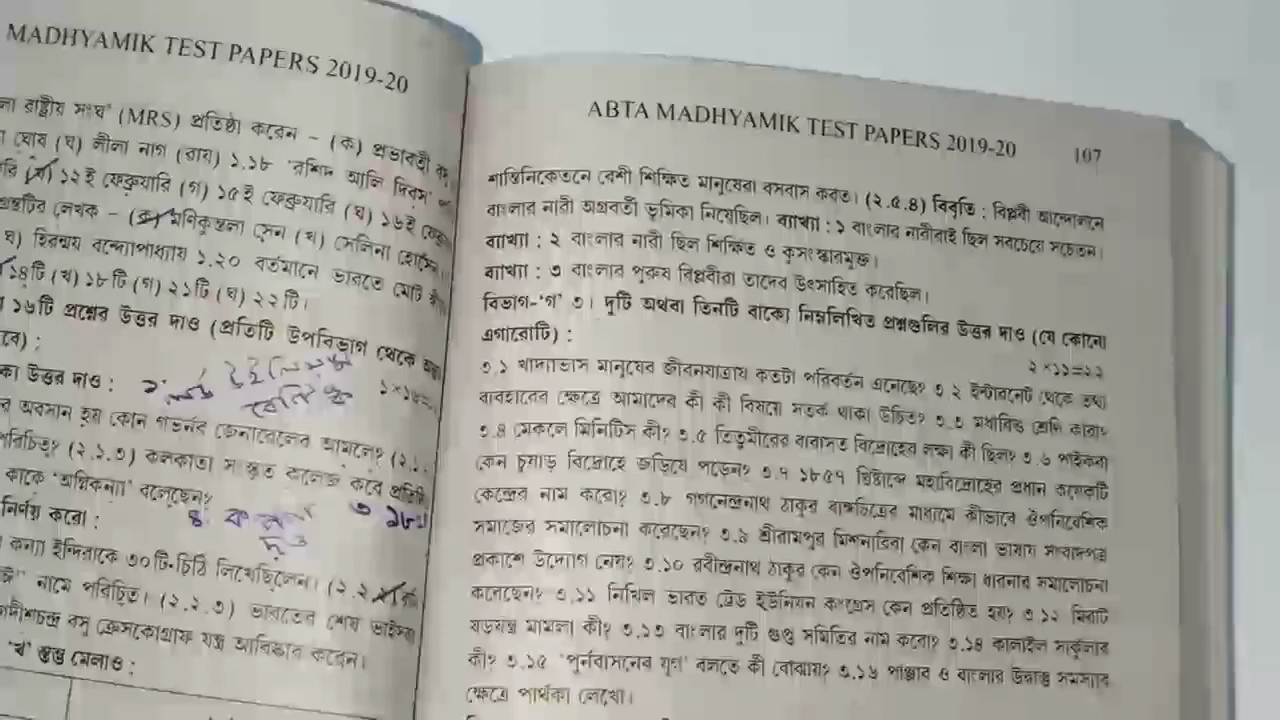 MADHYAMIK TEST PAPERS 2019-20
রাষ্ট্রীয় সংঘ' (MRS) প্রতিষ্ঠা করেন – (ক) প্রভাবতী
ঘোষ (ঘ) লীলা নাগ (রায়) ১.১৮ 'রশিদ আলি দিবস'
১২ই ফেব্রুয়ারি (গ) ১৫ই ফেব্রুয়ারি (ঘ) ১৬ই
লেখক – (ক) মণিকুন্তলা সেন (খ) সেলিনা হোসেন
ঘ) হিরন্ময় বন্দ্যোপাধ্যায় ১.২০ বর্তমানে ভারতে মোট
১৪টি (খ) ১৮টি (গ) ২১টি (ঘ) ২২টি।
১৬টি প্রশ্নের উত্তর দাও (প্রতিটি উপবিভাগ থেকে
উত্তর দাও :
অবসান হয় কোন গভর্নর জেনারেলের আমলে? (২.১.
পরিচিত? (২.১.৩) কলকাতা সংস্কৃত কলেজ কবে
কাকে 'অগ্নিকন্যা' বলেছেন?
নির্ণয় করো :
কন্যা ইন্দিরাকে ৩০টি চিঠি লিখেছিলেন। (২.২.
নামে পরিচিত। (২.২.৩) ভারতের শেষ ভাইসরয়
জগদীশচন্দ্র বসু ক্রেসকোগ্রাফ যন্ত্র আবিষ্কার করেন।
'খ' স্তম্ভ মেলাও :
ABTA MADHYAMIK TEST PAPERS 2019-20 107
শান্তিনিকেতনে বেশী শিক্ষিত মানুষেরা বসবাস করত। (২.৫.৪) বিবৃতি : বিপ্লবী আন্দোলনে
বাংলার নারী অগ্রবর্তী ভূমিকা নিয়েছিল। ব্যাখ্যা : ১ বাংলার নারীরাই ছিল সবচেয়ে সচেতন।
ব্যাখ্যা : ২ বাংলার নারী ছিল শিক্ষিত ও কুসংস্কারমুক্ত।
ব্যাখ্যা : ৩ বাংলার পুরুষ বিপ্লবীরা তাদের উৎসাহিত করেছিল।
বিভাগ-'গ' ৩। দুটি অথবা তিনটি বাক্যে নিম্নলিখিত প্রশ্নগুলির উত্তর দাও (যে কোনো
এগারোটি) : ২×১১=২২
৩.১ খাদ্যাভাস মানুষের জীবনযাত্রায় কতটা পরিবর্তন এনেছে? ৩.২ ইন্টারনেট থেকে তথ্য
ব্যবহারের ক্ষেত্রে আমাদের কী কী বিষয়ে সতর্ক থাকা উচিত? ৩.৩ মধ্যবিত্ত শ্রেণি কারা?
৩.৪ মেকলে মিনিটস কী? ৩.৫ তিতুমীরের বারাসত বিদ্রোহের লক্ষ্য কী ছিল? ৩.৬ পাইকরা
কেন চুয়াড় বিদ্রোহে জড়িয়ে পড়েন? ৩.৭ ১৮৫৭ খ্রিষ্টাব্দে মহাবিদ্রোহের প্রধান কয়েকটি
কেন্দ্রের নাম করো? ৩.৮ গগনেন্দ্রনাথ ঠাকুর ব্যঙ্গচিত্রের মাধ্যমে কীভাবে ঔপনিবেশিক
সমাজের সমালোচনা করেছেন? ৩.৯ শ্রীরামপুর মিশনারিরা কেন বাংলা ভাষায় সংবাদপত্র
প্রকাশে উদ্যোগ নেয়? ৩.১০ রবীন্দ্রনাথ ঠাকুর কেন ঔপনিবেশিক শিক্ষা ধারনার সমালোচনা
করেছেন? ৩.১১ নিখিল ভারত ট্রেড ইউনিয়ন কংগ্রেস কেন প্রতিষ্ঠিত হয়? ৩.১২ মিরাট
ষড়যন্ত্র মামলা কী? ৩.১৩ বাংলার দুটি গুপ্ত সমিতির নাম করো? ৩.১৪ কার্লাইল সার্কুলার
কী? ৩.১৫ 'পুর্নবাসনের যুগ' বলতে কী বোঝায়? ৩.১৬ পাঞ্জাব ও বাংলার উদ্বাস্তু সমস্যার
ক্ষেত্রে পার্থক্য লেখো।